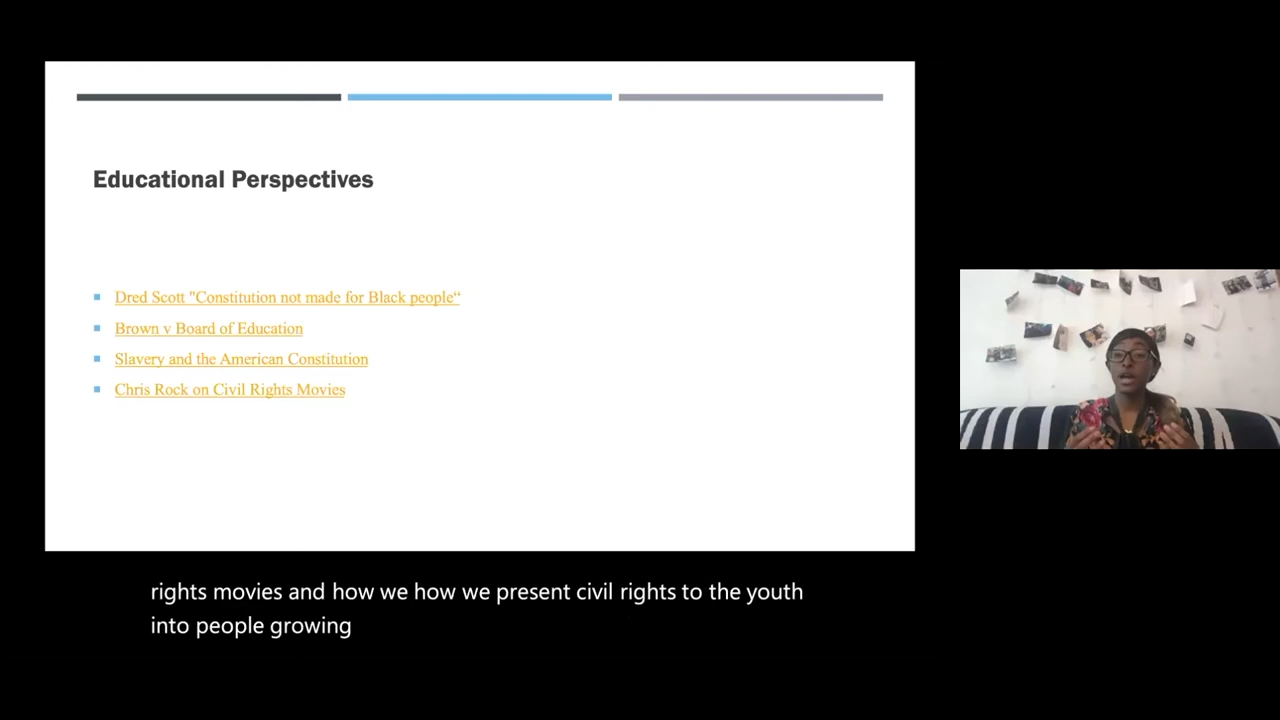 Educational Perspectives
Dred Scott "Constitution not made for Black people“
Brown v Board of Education
Slavery and the American Constitution
Chris Rock on Civil Rights Movies
rights movies and how we how we present civil rights to the youth
into people growing